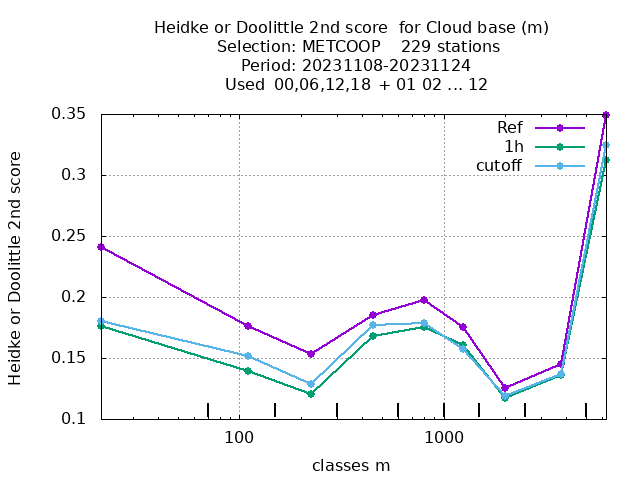 Heidke or Doolittle 2nd score  for Cloud base (m)
Selection: METCOOP    229 stations
Period: 20231108-20231124
Used  00,06,12,18 + 01 02 ... 12
Ref
1h
cutoff
0.35
0.3
0.25
0.2
0.15
0.1
Heidke or Doolittle 2nd score
100
1000
classes m